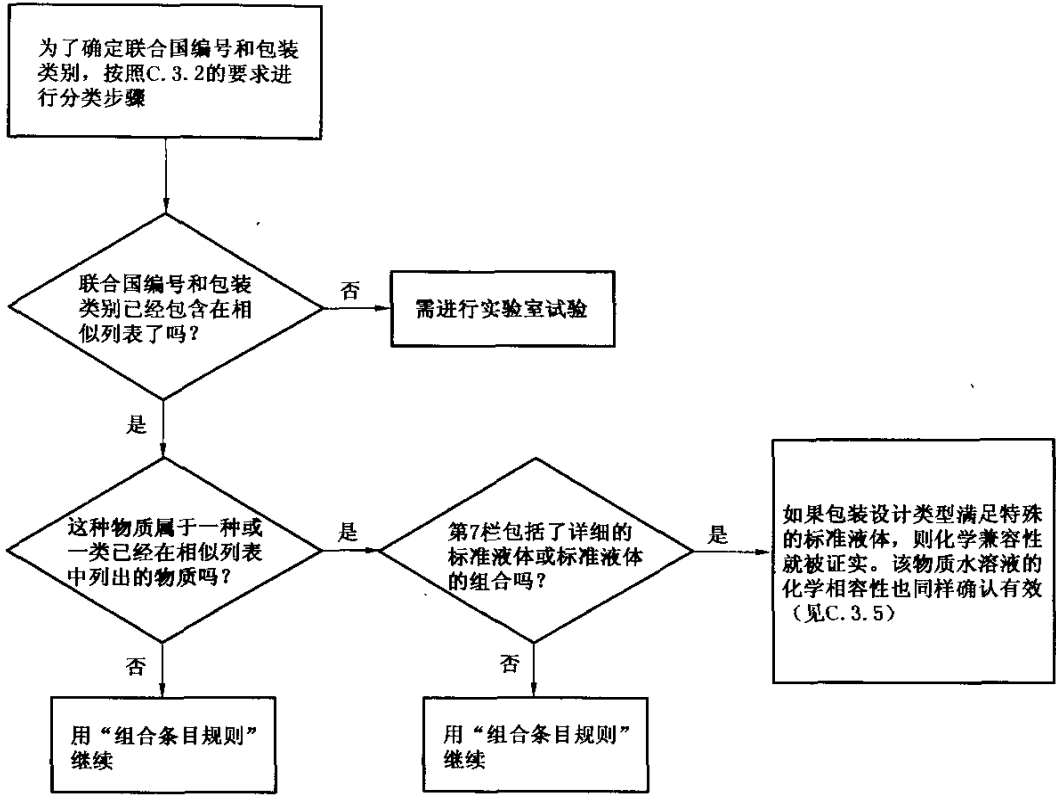 为了确定联合国编号和包装
类别，按照C.3.2的要求进
行分类步骤
联合国编号和包装
类别已经包含在相
似列表了吗？
否
需进行实验室试验
是
这种物质属于一种或
一类已经在相似列表
中列出的物质吗？
是
第7栏包括了详细的
标准液体或标准液体
的组合吗？
是
如果包装设计类型满足特殊
的标准液体，则化学兼容性
就被证实。该物质水溶液的
化学相容性也同样确认有效
（见C.3.5）
否
用“组合条目规则”
继续
否
用“组合条目规则”
继续